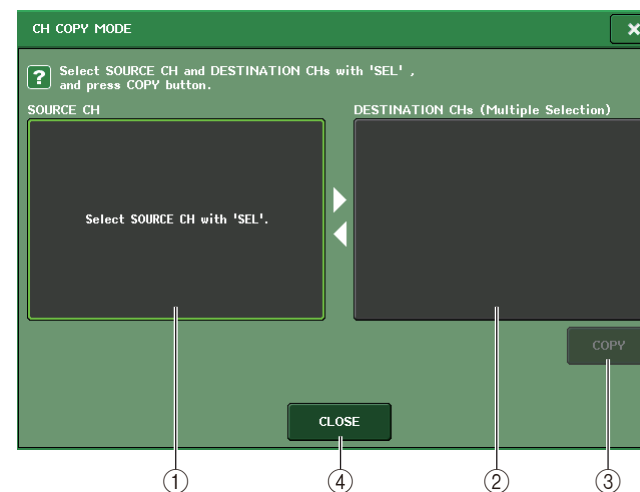 CH COPY MODE
? Select SOURCE CH and DESTINATION CHs with 'SEL' ,
and press COPY button.
SOURCE CH
DESTINATION CHs (Multiple Selection)
Select SOURCE CH with 'SEL'.
COPY
CLOSE
① ④ ② ③